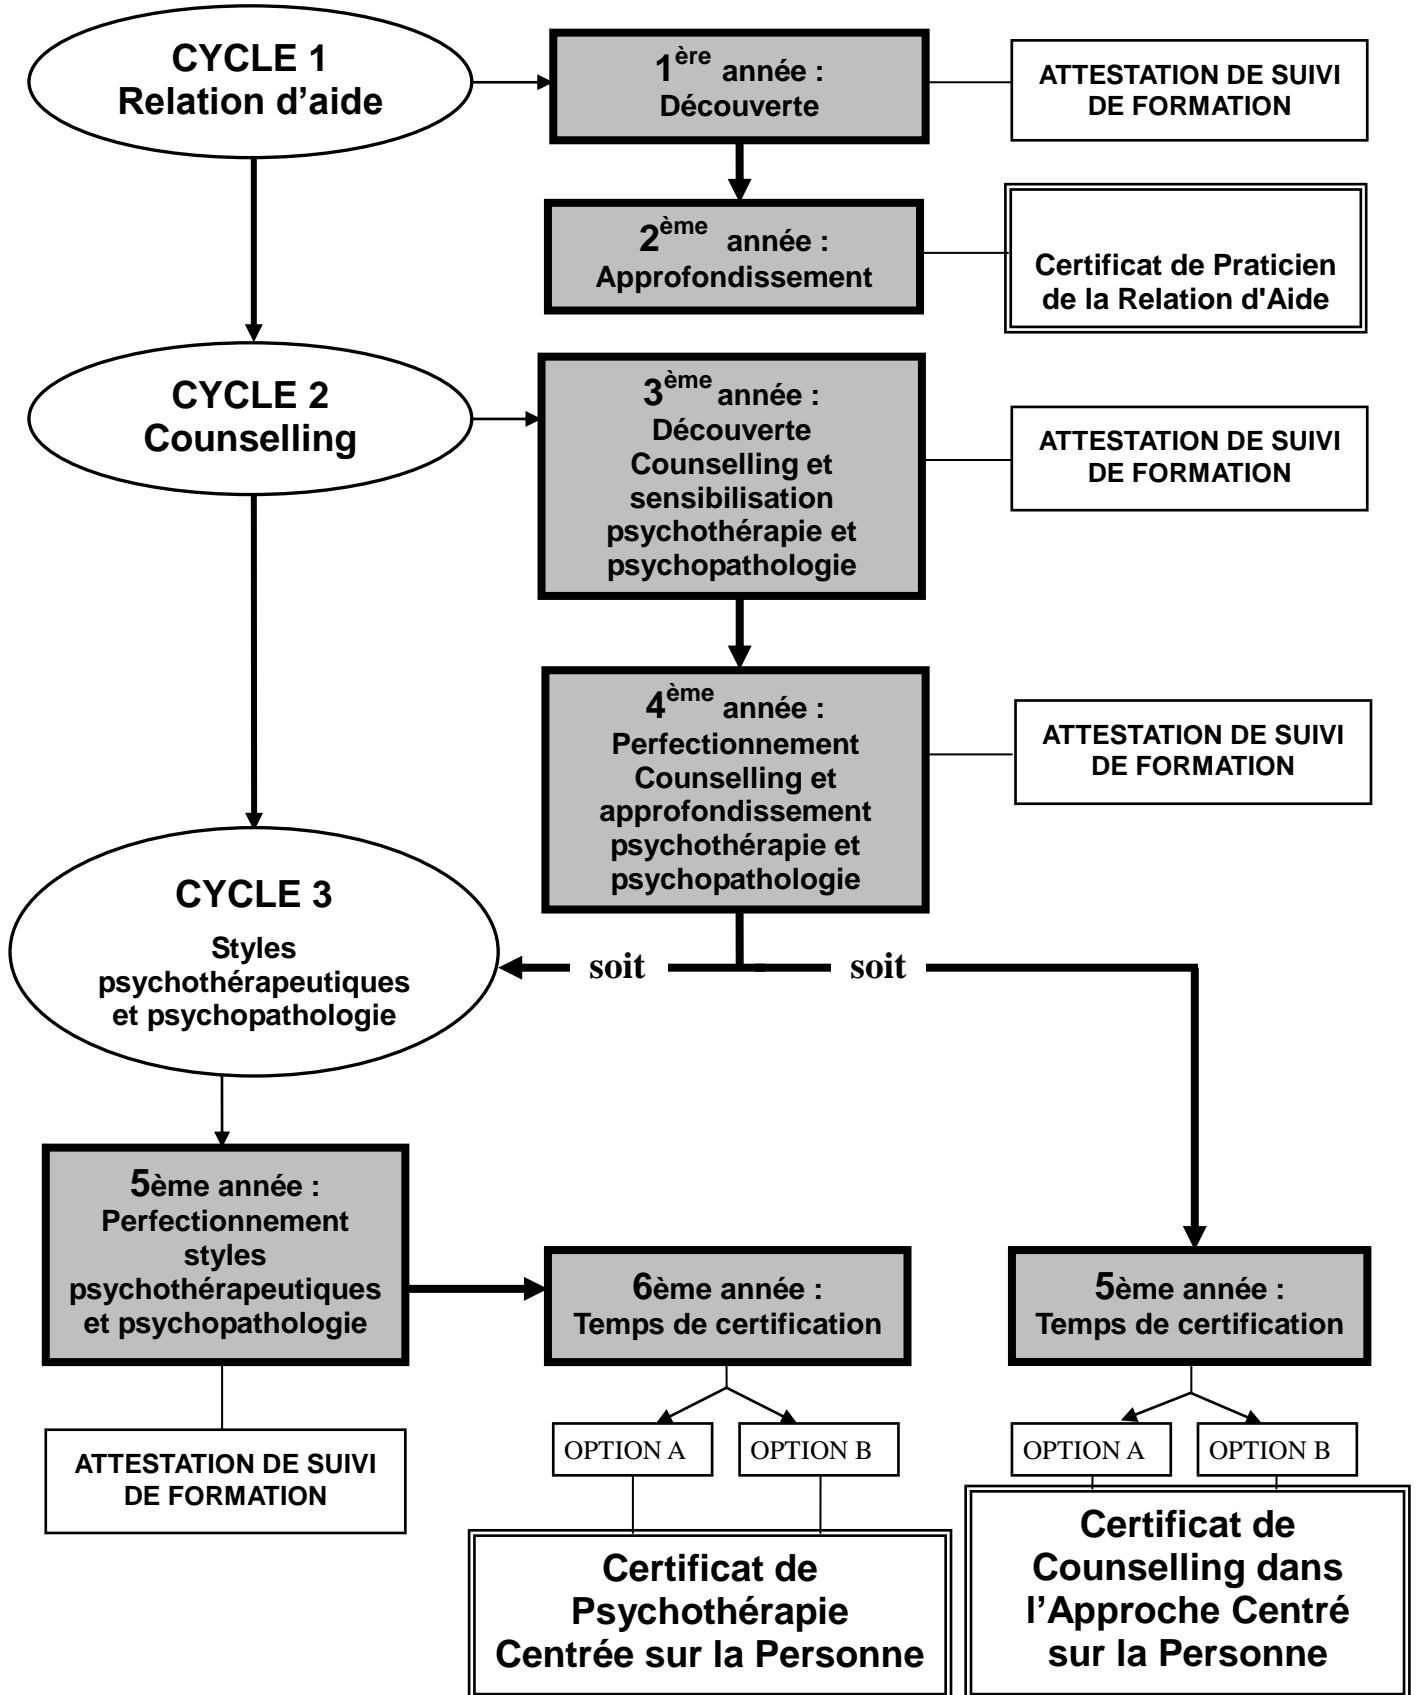 CYCLE 1
Relation d’aide
1ère année :
Découverte
ATTESTATION DE SUIVI
DE FORMATION
2ème année :
Approfondissement
Certificat de Praticien
de la Relation d'Aide
CYCLE 2
Counselling
3ème année :
Découverte
Counselling et
sensibilisation
psychothérapie et
psychopathologie
ATTESTATION DE SUIVI
DE FORMATION
4ème année :
Perfectionnement
Counselling et
approfondissement
psychothérapie et
psychopathologie
ATTESTATION DE SUIVI
DE FORMATION
CYCLE 3
Styles
psychothérapeutiques
et psychopathologie
soit
soit
5ème année :
Perfectionnement
styles
psychothérapeutiques
et psychopathologie
6ème année :
Temps de certification
5ème année :
Temps de certification
ATTESTATION DE SUIVI
DE FORMATION
OPTION A
OPTION B
OPTION A
OPTION B
Certificat de
Psychothérapie
Centrée sur la Personne
Certificat de
Counselling dans
l’Approche Centré
sur la Personne